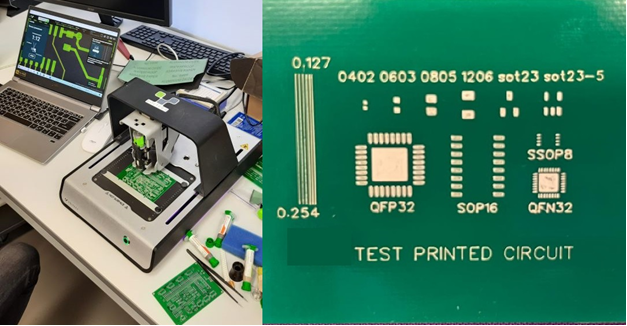 0.127
0402 0603 0805 1206 sot23 sot23-5
SSOP8
QFP32 SOP16 QFN32
0.254
TEST PRINTED CIRCUIT